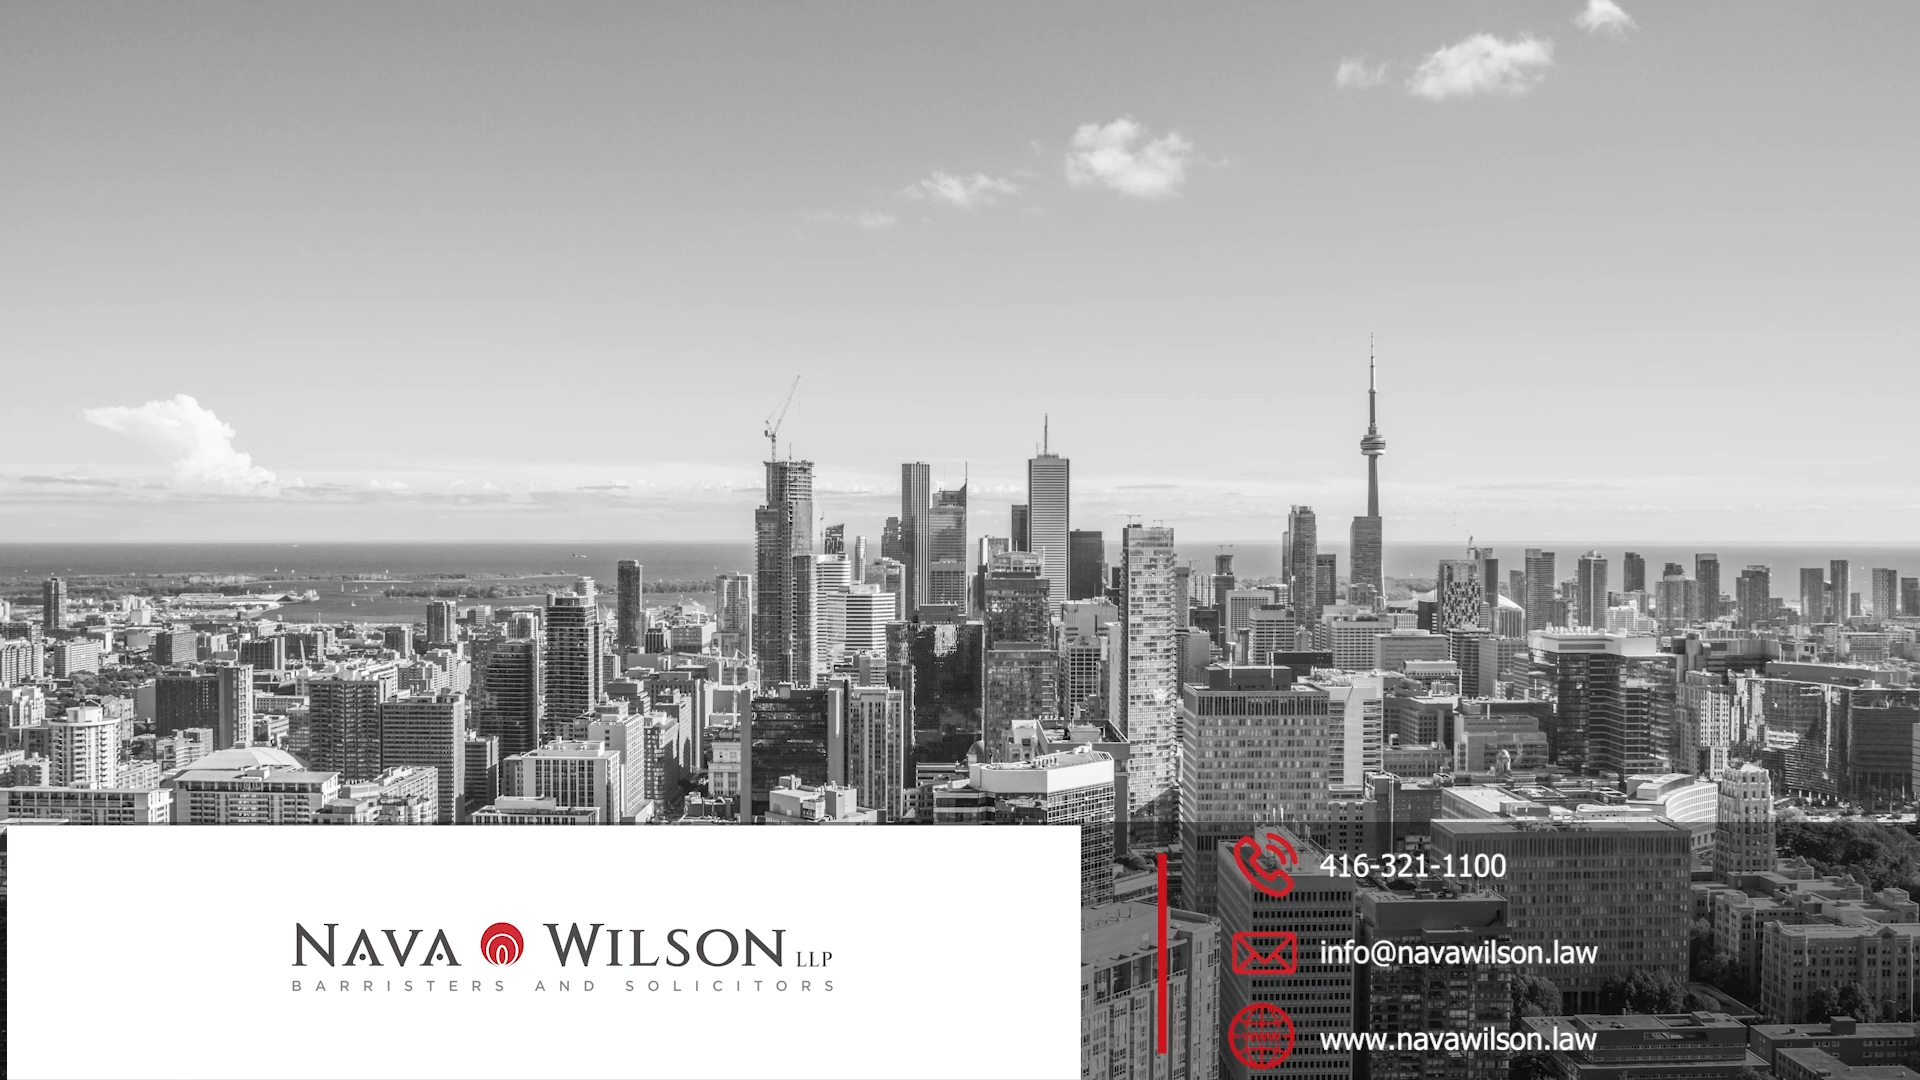 NAVA WILSON LLP
BARRISTERS AND SOLICITORS
416-321-1100
info@navawilson.law
www.navawilson.law